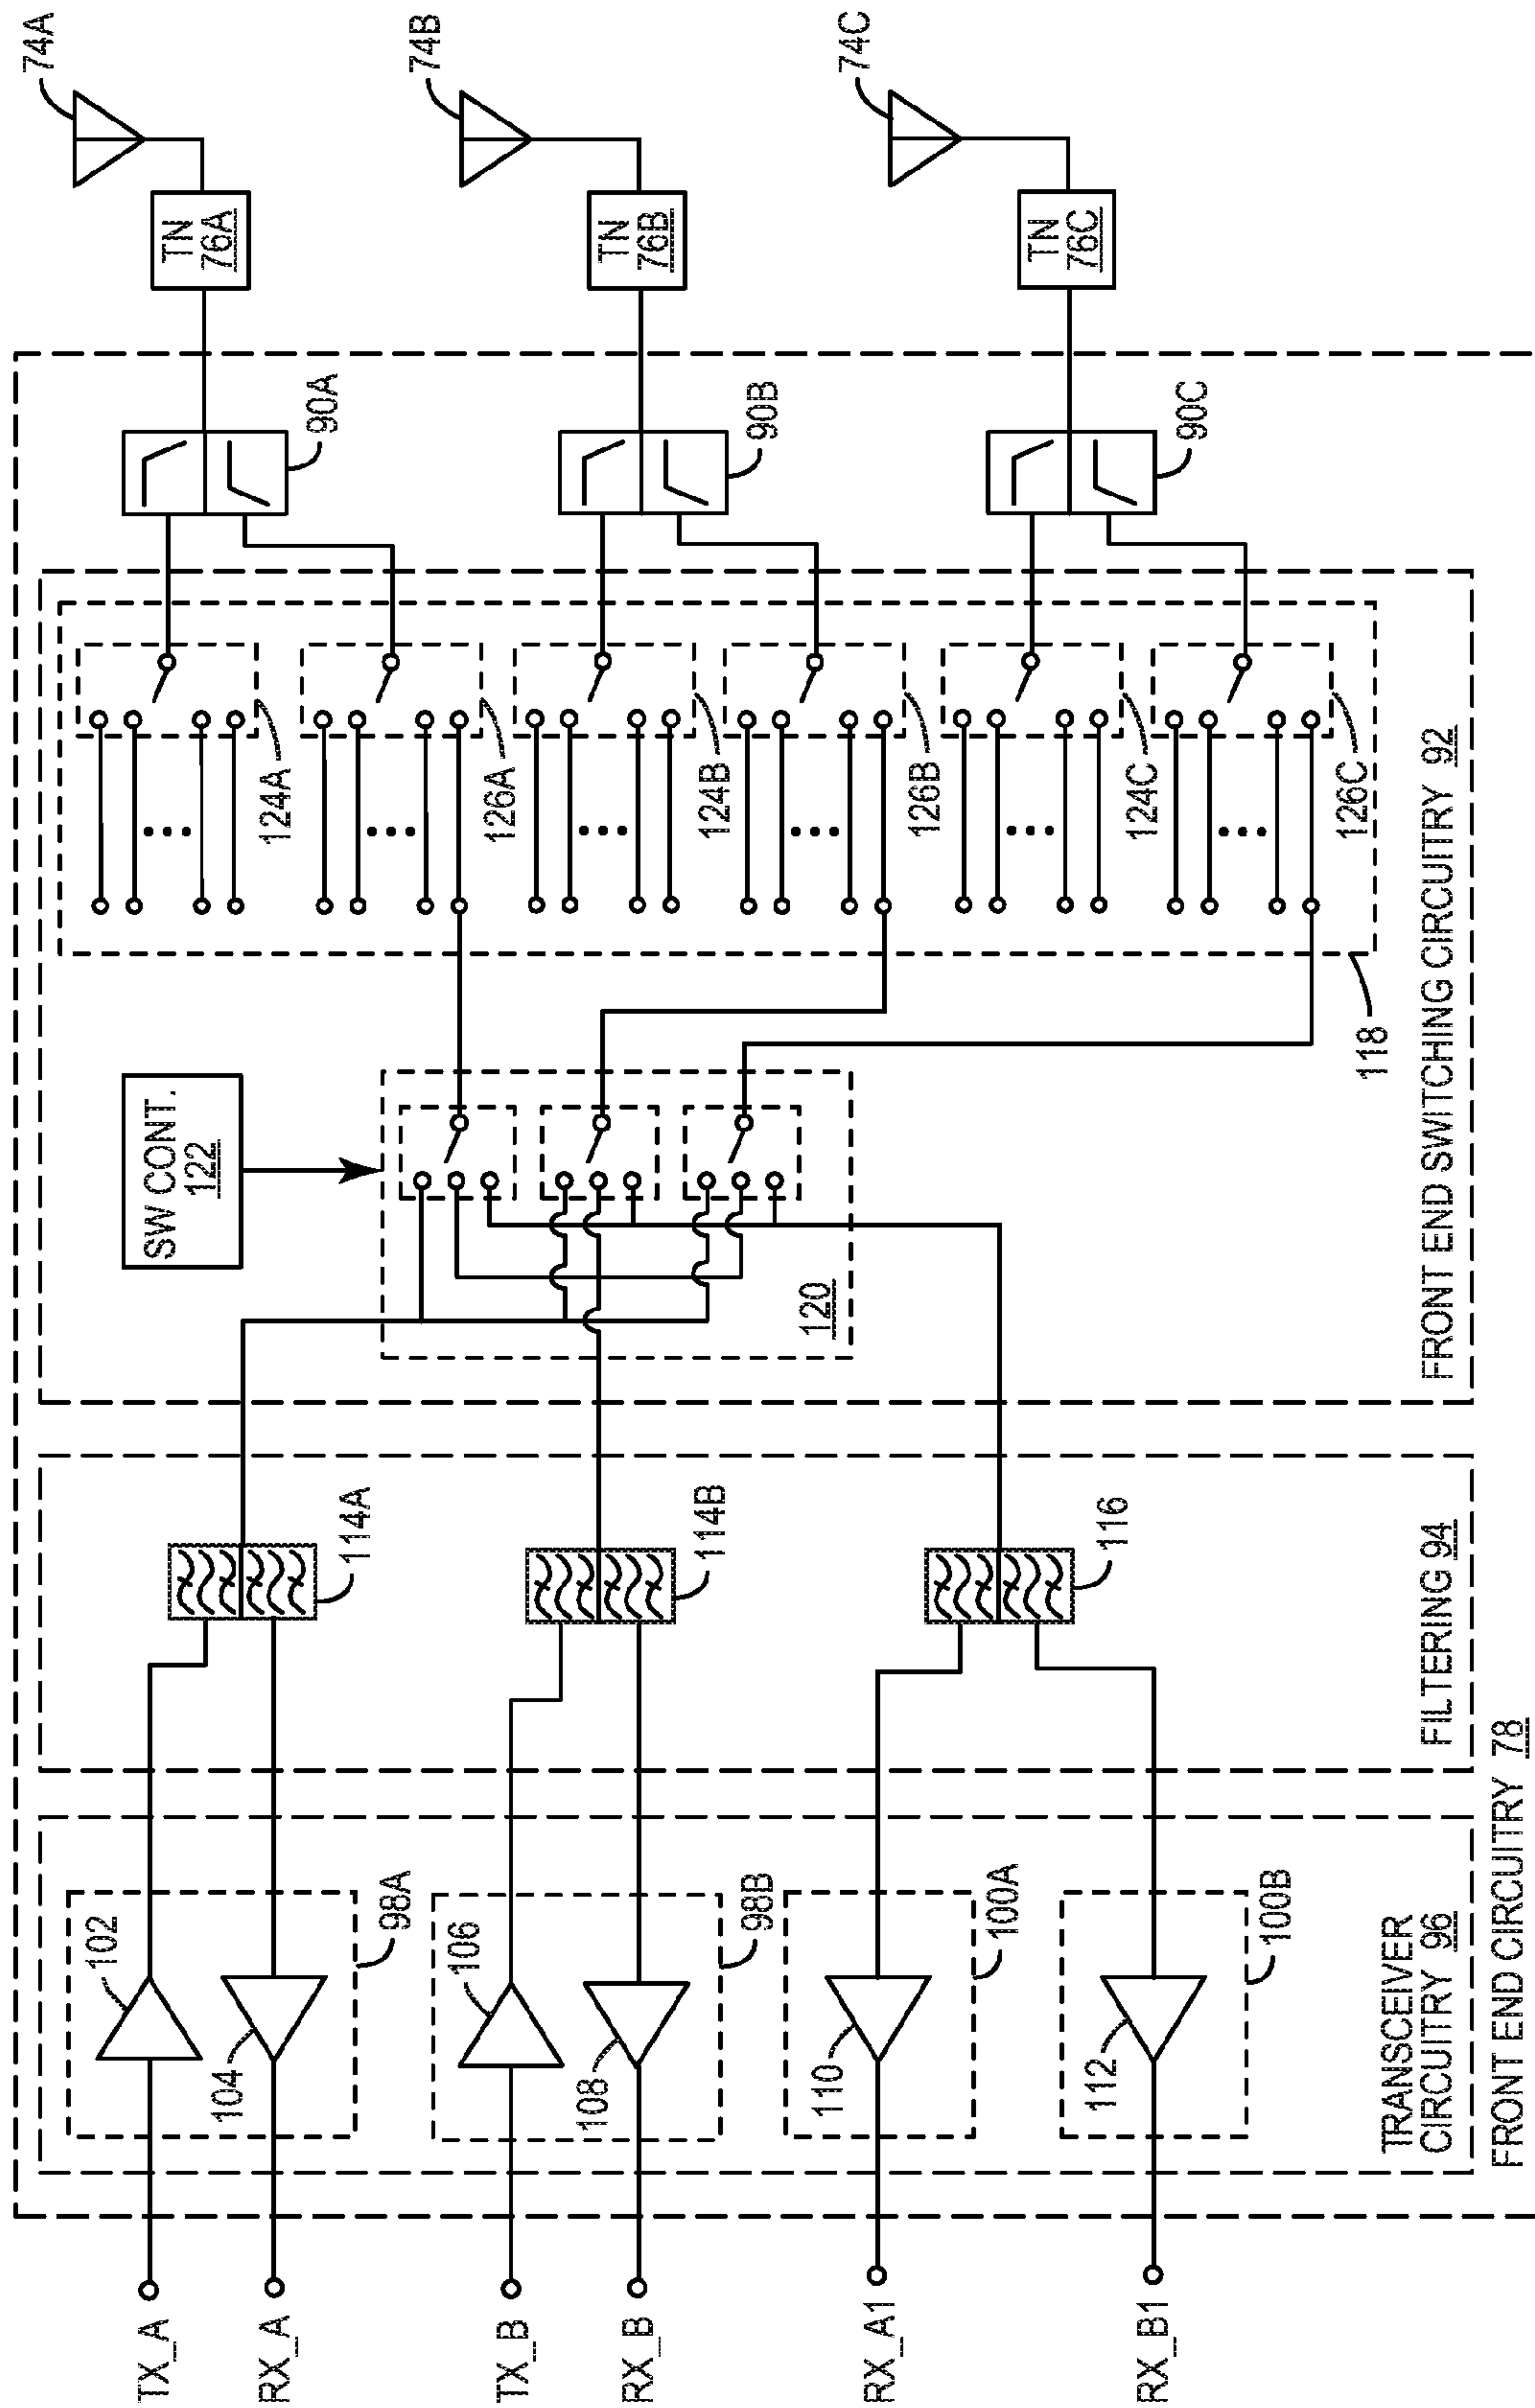 74A
74B
74C
TN
76A
TN
76B
TN
76C
90A
90B
90C
124A
126A
124B
126B
124C
126C
118
SW CONT.
122
120
FRONT END SWITCHING CIRCUITRY 92
114A
114B
116
FILTERING 94
102
104
98A
106
108
98B
110
100A
112
100B
TRANSCEIVER
CIRCUITRY 96
FRONT END CIRCUITRY 78
TX_A
RX_A
TX_B
RX_B
RX_A1
RX_B1